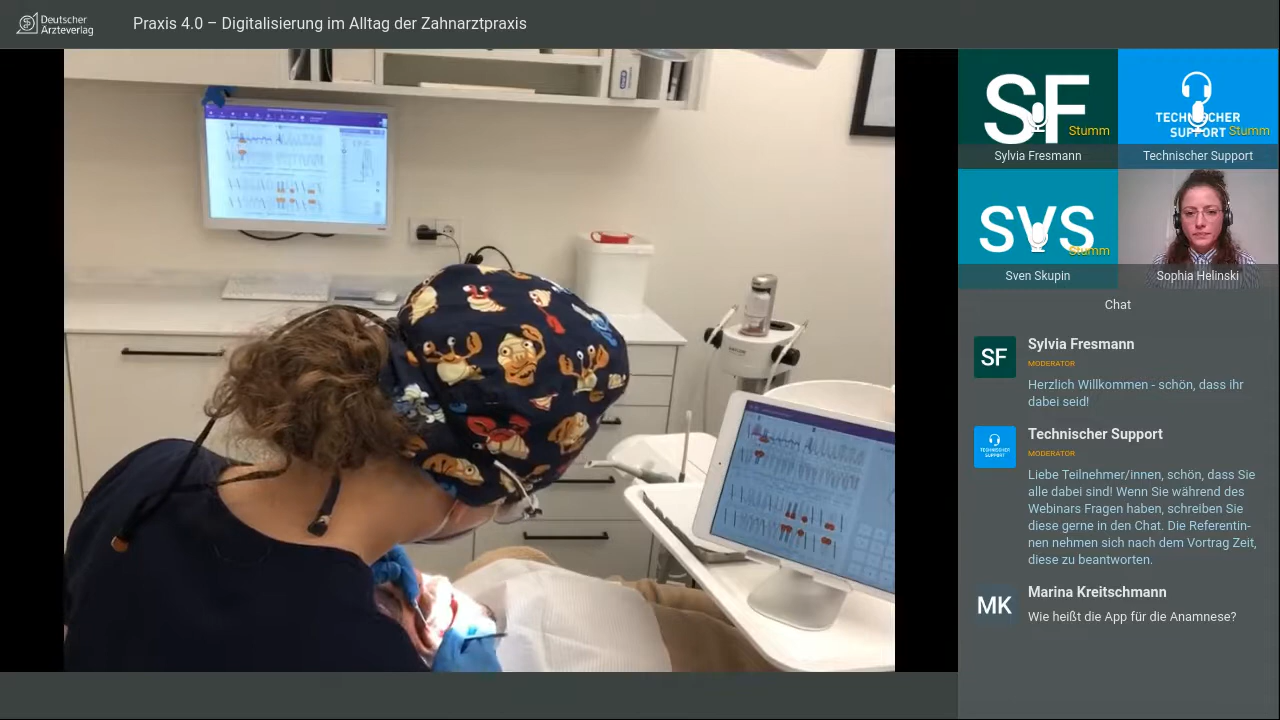 Deutscher
Ärzteverlag
Praxis 4.0 – Digitalisierung im Alltag der Zahnarztpraxis
SF
Stumm
Sylvia Fresmann
TECHNISCHER
SUPPORT
Stumm
Technischer Support
SVS
Stumm
Sven Skupin
Sophia Helinski
Chat
SF
Sylvia Fresmann
MODERATOR
Herzlich Willkommen - schön, dass ihr
dabei seid!
TECHNISCHER
SUPPORT
Technischer Support
MODERATOR
Liebe Teilnehmer/innen, schön, dass Sie
alle dabei sind! Wenn Sie während des
Webinars Fragen haben, schreiben Sie
diese gerne in den Chat. Die Referentin-
nen nehmen sich nach dem Vortrag Zeit,
diese zu beantworten.
MK
Marina Kreitschmann
Wie heißt die App für die Anamnese?